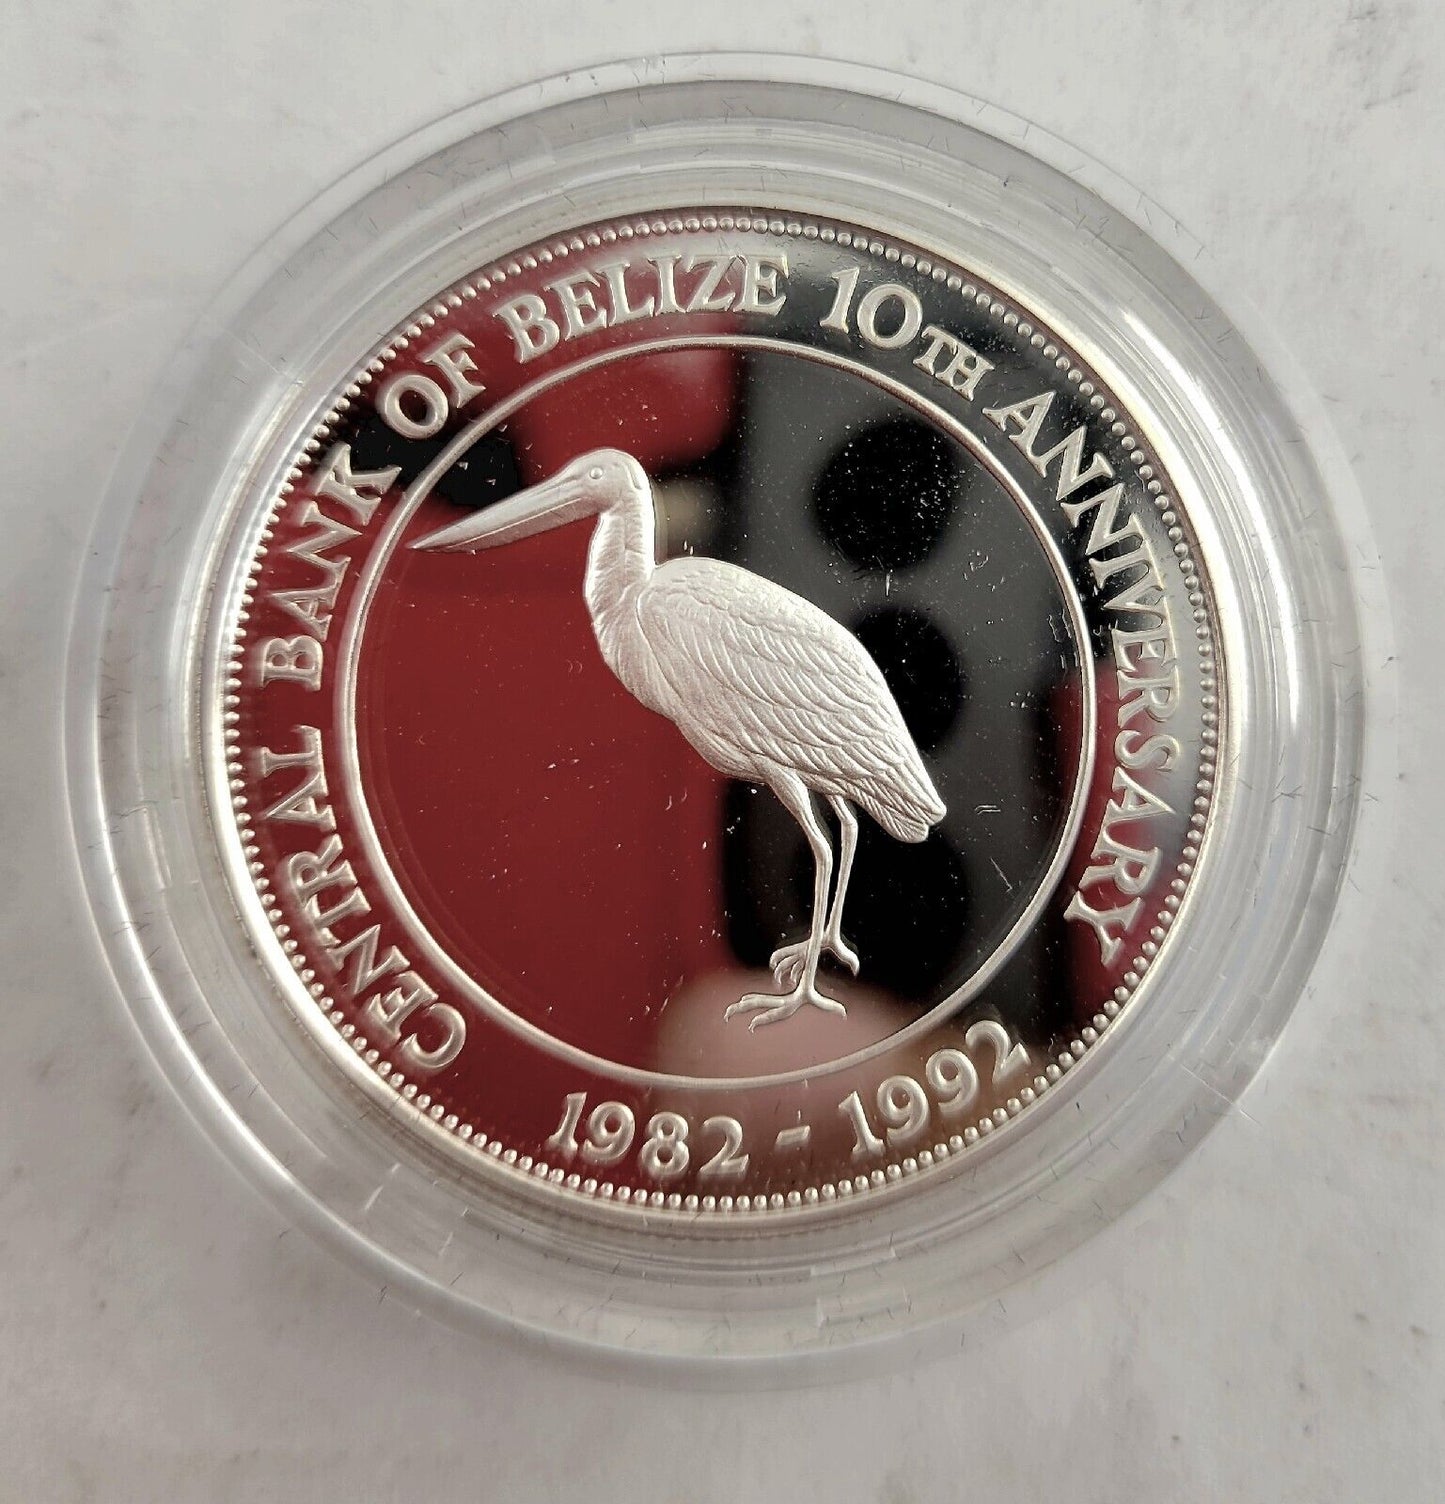 CENTRAL BANK OF BELIZE 10TH ANNIVERSARY
1982 - 1992